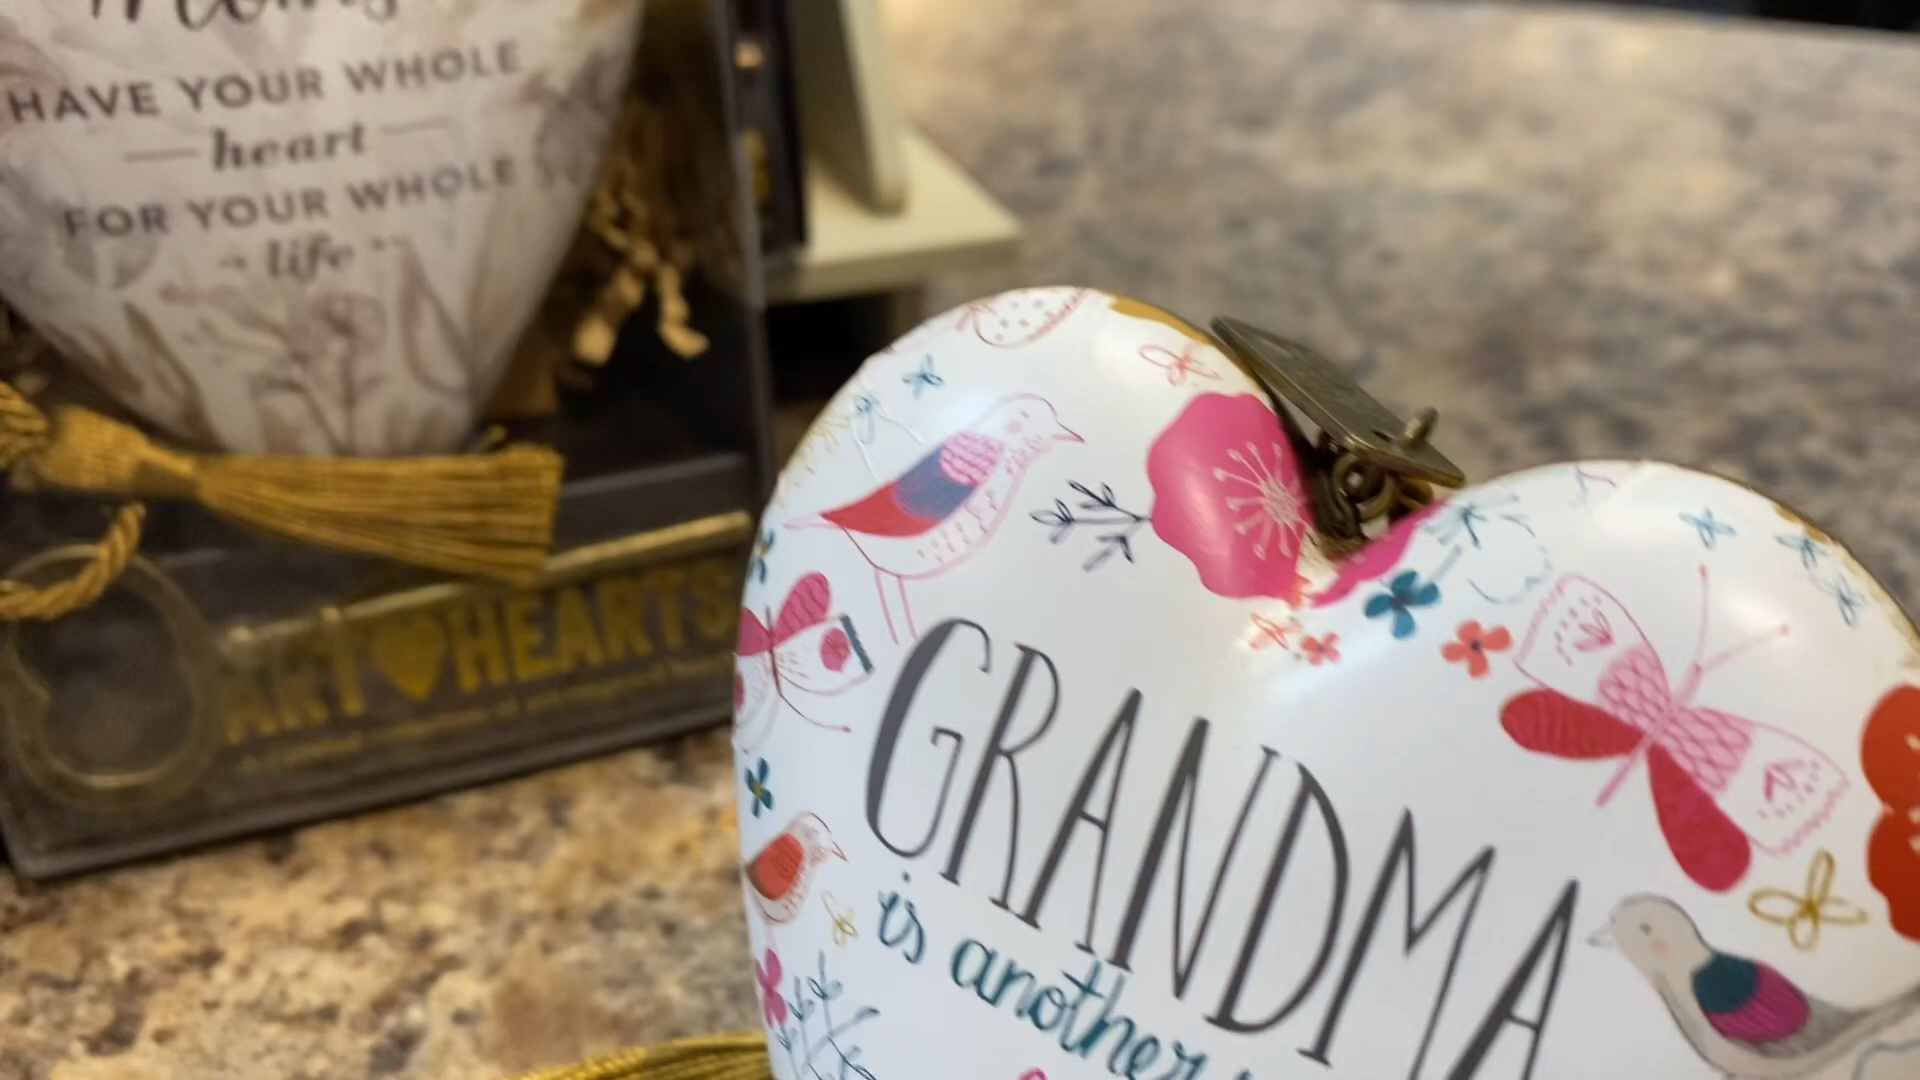 HAVE YOUR WHOLE
heart
FOR YOUR WHOLE
life
ART HEARTS
GRANDMA
is another